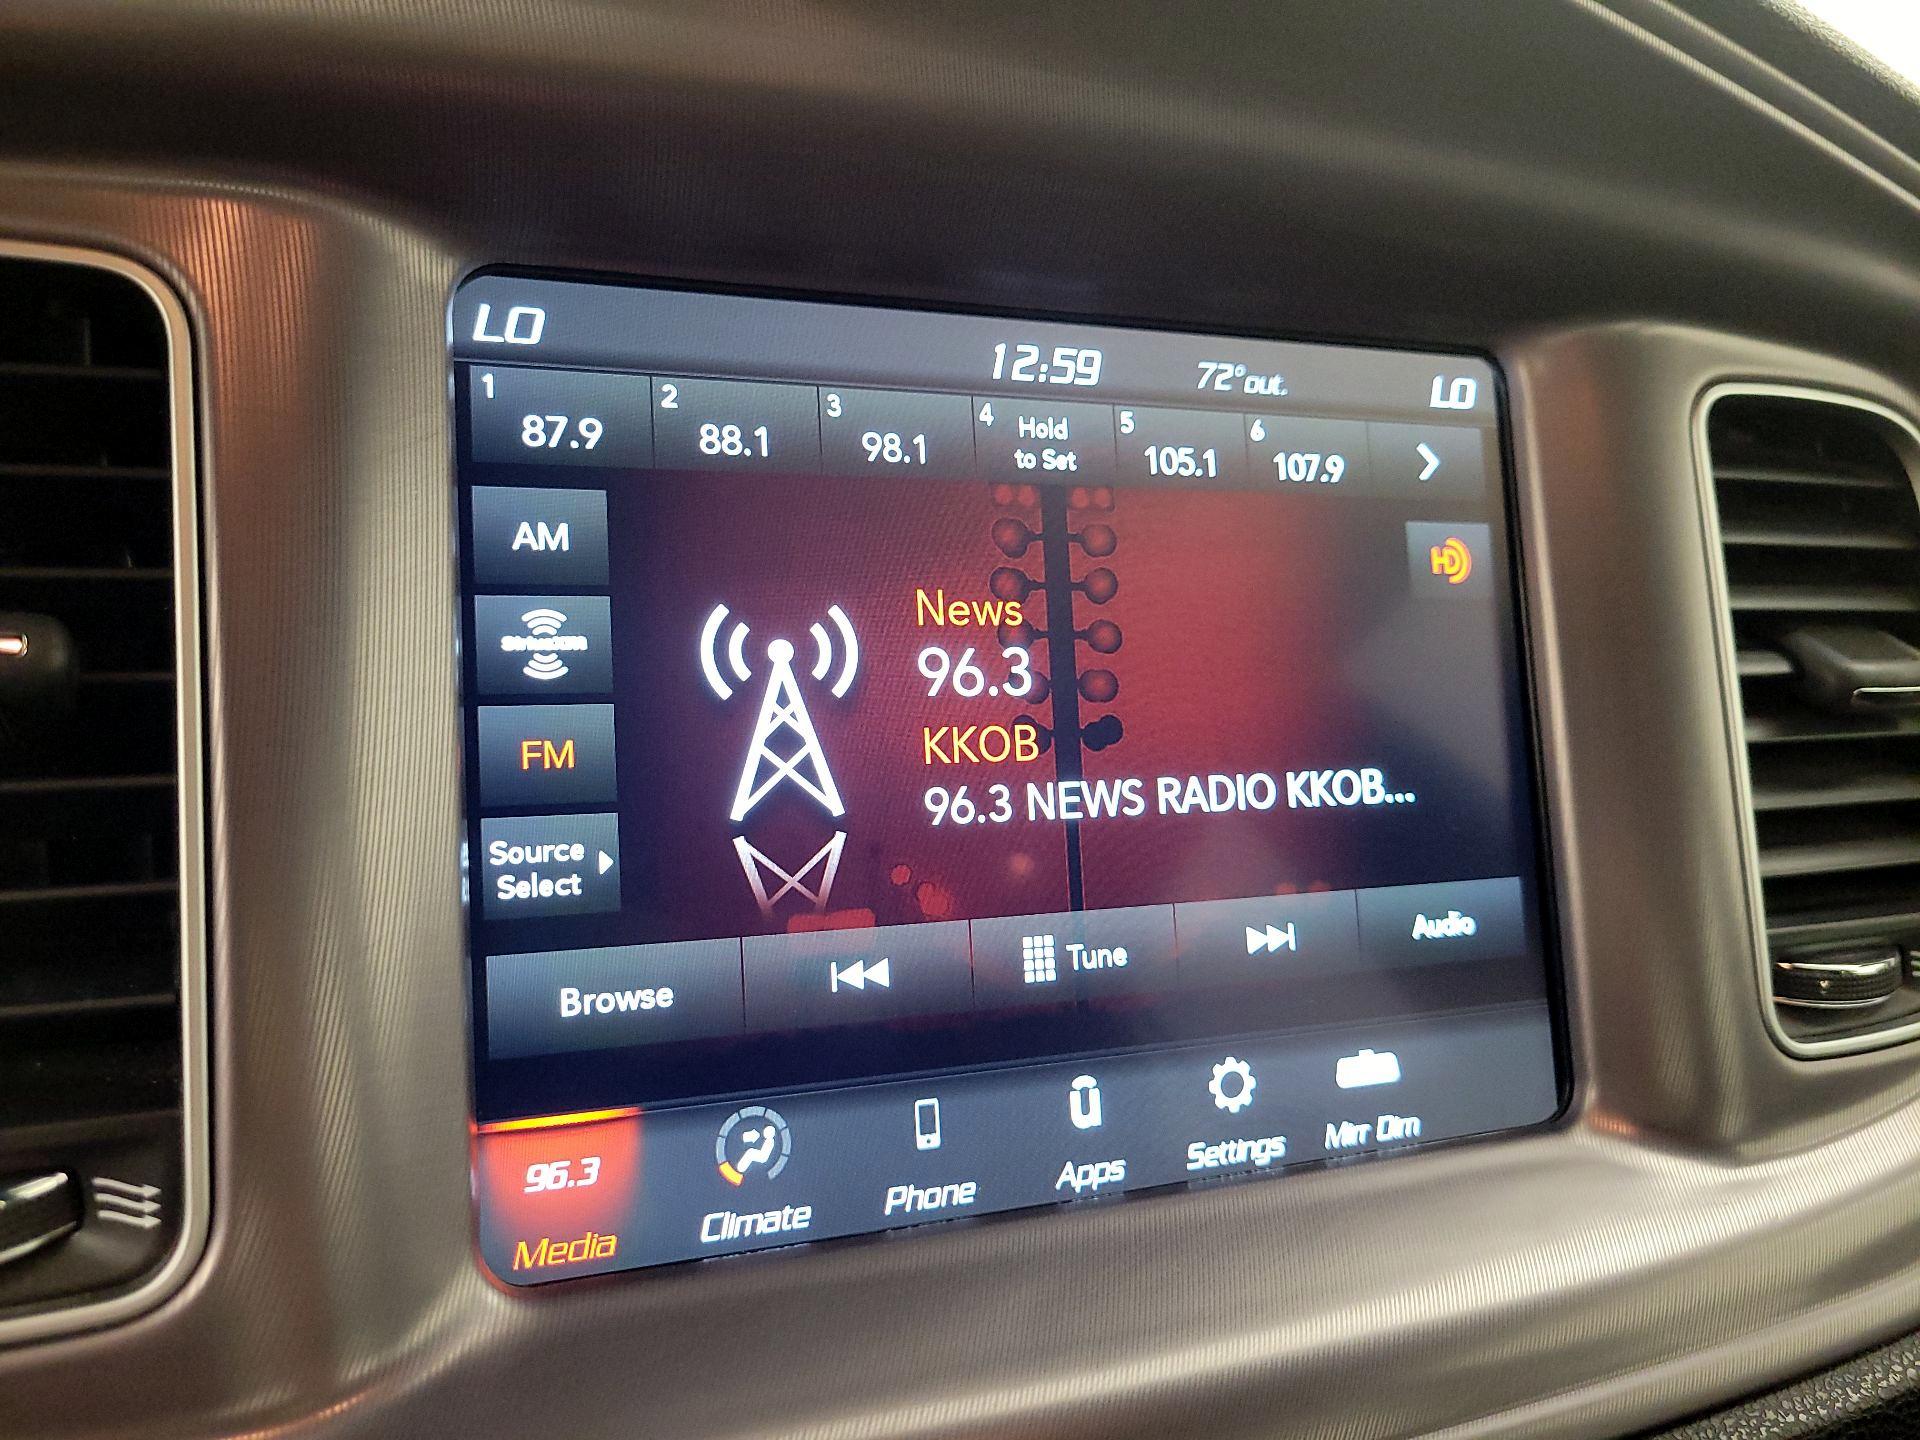 LO
12:59
72° out.
LO
1
87.9
2
88.1
3
98.1
4
Hold
to Set
5
105.1
6
107.9
AM
SiriusXM
FM
Source
Select
HD
News
96.3
KKOB
96.3 NEWS RADIO KKOB...
Browse
Tune
Audio
96.3
Media
Climate
Phone
Apps
Settings
Mirr Dim